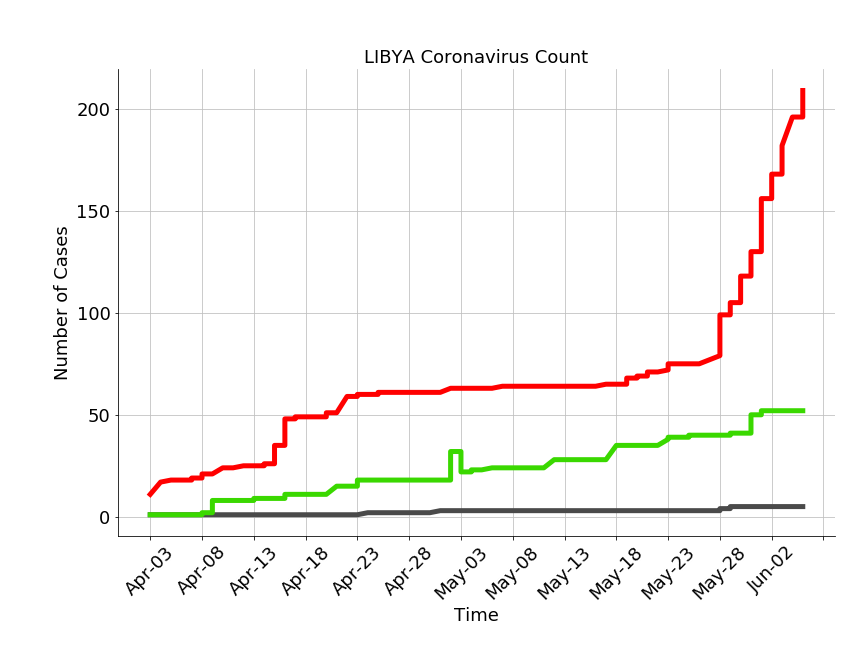 LIBYA Coronavirus Count
Number of Cases
200
150
100
50
0
Apr-03
Apr-08
Apr-13
Apr-18
Apr-23
Apr-28
May-03
May-08
May-13
May-18
May-23
May-28
Jun-02
Time